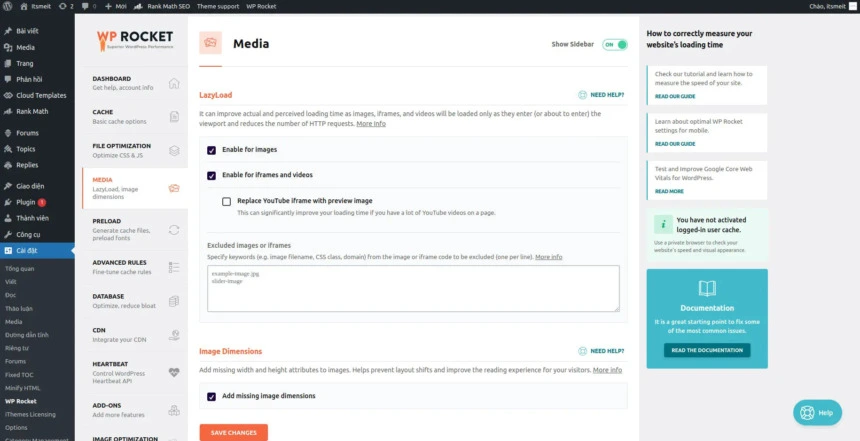 Itsmeit
2
0
+ Mới
Rank Math SEO
Theme support
WP Rocket
Chào, itsmeit
Bài viết
Media
Trang
Phản hồi
Cloud Templates
Rank Math
Forums
Topics
Replies
Giao diện
Plugin 1
Thành viên
Công cụ
Cài đặt
Tổng quan
Viết
Đọc
Thảo luận
Media
Đường dẫn tĩnh
Riêng tư
Forums
Fixed TOC
Minify HTML
WP Rocket
iThemes Licensing
Options
Category Management
WP ROCKET
Superior WordPress Performance
DASHBOARD
Get help, account info
CACHE
Basic cache options
FILE OPTIMIZATION
Optimize CSS & JS
MEDIA
LazyLoad, image
dimensions
PRELOAD
Generate cache files,
preload fonts
ADVANCED RULES
Fine-tune cache rules
DATABASE
Optimize, reduce bloat
CDN
Integrate your CDN
HEARTBEAT
Control WordPress
Heartbeat API
ADD-ONS
Add more features
IMAGE OPTIMIZATION
Media
Show Sidebar ON
LazyLoad
NEED HELP?
It can improve actual and perceived loading time as images, iframes, and videos will be loaded only as they enter (or about to enter) the
viewport and reduces the number of HTTP requests. More info
Enable for images
Enable for iframes and videos
Replace YouTube iframe with preview image
This can significantly improve your loading time if you have a lot of YouTube videos on a page.
Excluded images or iframes
Specify keywords (e.g. image filename, CSS class, domain) from the image or iframe code to be excluded (one per line). More info
example-image.jpg
slider-image
Image Dimensions
NEED HELP?
Add missing width and height attributes to images. Helps prevent layout shifts and improve the reading experience for your visitors. More info
Add missing image dimensions
SAVE CHANGES
How to correctly measure your
website's loading time
Check our tutorial and learn how to
measure the speed of your site.
READ OUR GUIDE
Learn about optimal WP Rocket
settings for mobile.
READ OUR GUIDE
Test and Improve Google Core Web
Vitals for WordPress.
READ MORE
You have not activated
logged-in user cache.
Use a private browser to check your
website's speed and visual appearance.
Documentation
It is a great starting point to fix some
of the most common issues.
READ THE DOCUMENTATION
Help